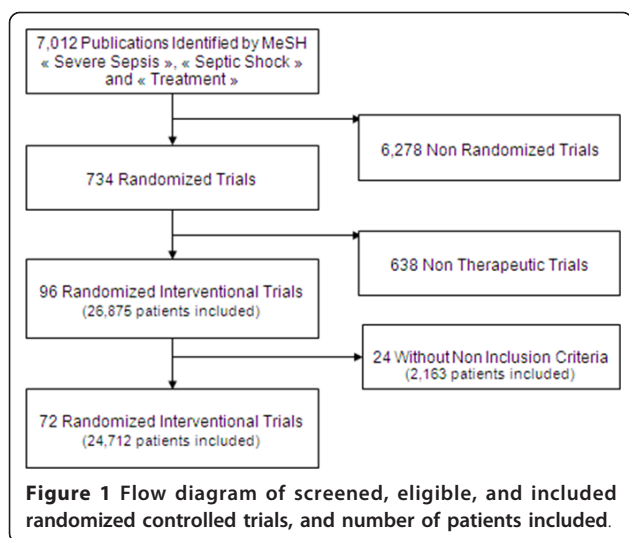 7,012 Publications Identified by MeSH
« Severe Sepsis », « Septic Shock »
and « Treatment »
6,278 Non Randomized Trials
734 Randomized Trials
638 Non Therapeutic Trials
96 Randomized Interventional Trials
(26,875 patients included)
24 Without Non Inclusion Criteria
(2,163 patients included)
72 Randomized Interventional Trials
(24,712 patients included)
Figure 1 Flow diagram of screened, eligible, and included
randomized controlled trials, and number of patients included.